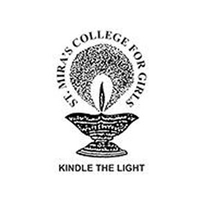 ST. MIRA'S COLLEGE FOR GIRLS
KINDLE THE LIGHT